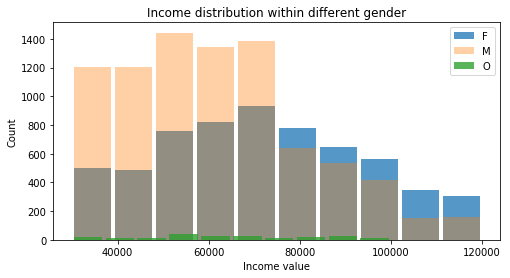 Income distribution within different gender
F
M
O
1400
1200
1000
800
600
400
200
0
Count
40000 60000 80000 100000 120000
Income value